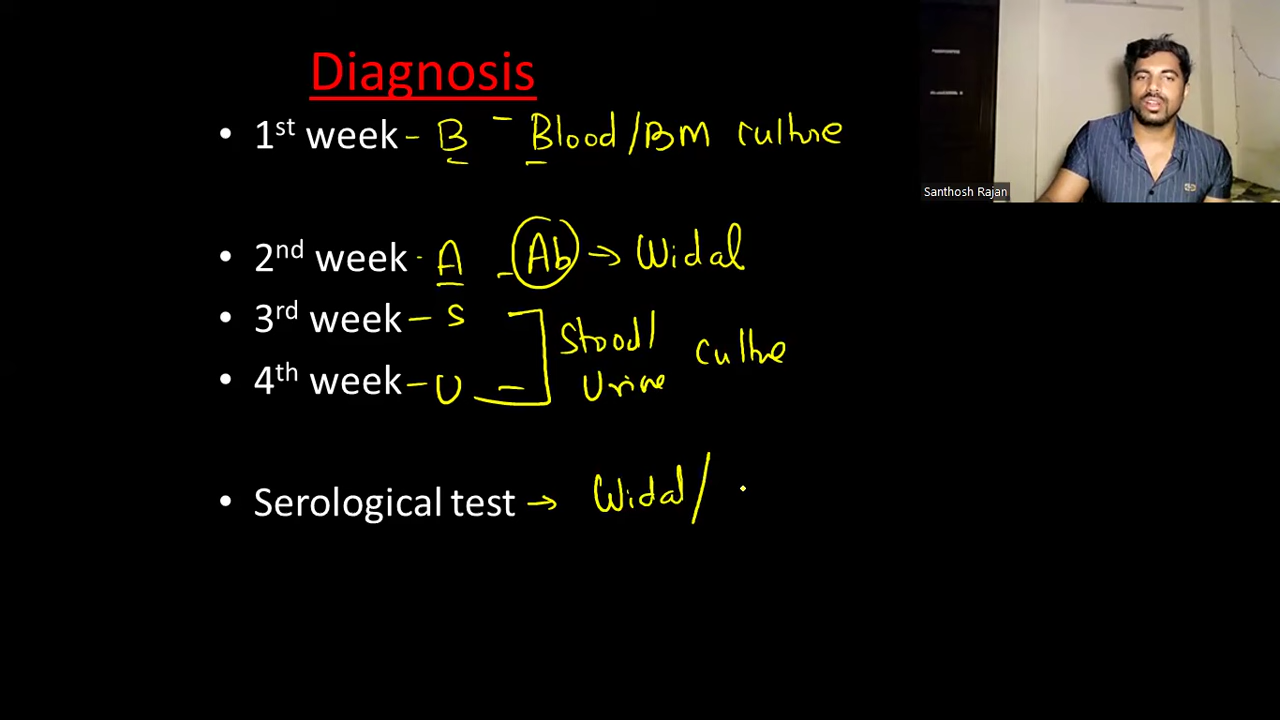 Diagnosis
• 1st week - B - Blood/BM culture
• 2nd week - A - Ab → Widal
• 3rd week - S Stool/
culture
• 4th week - U - Urine
• Serological test → Widal/
Santhosh Rajan